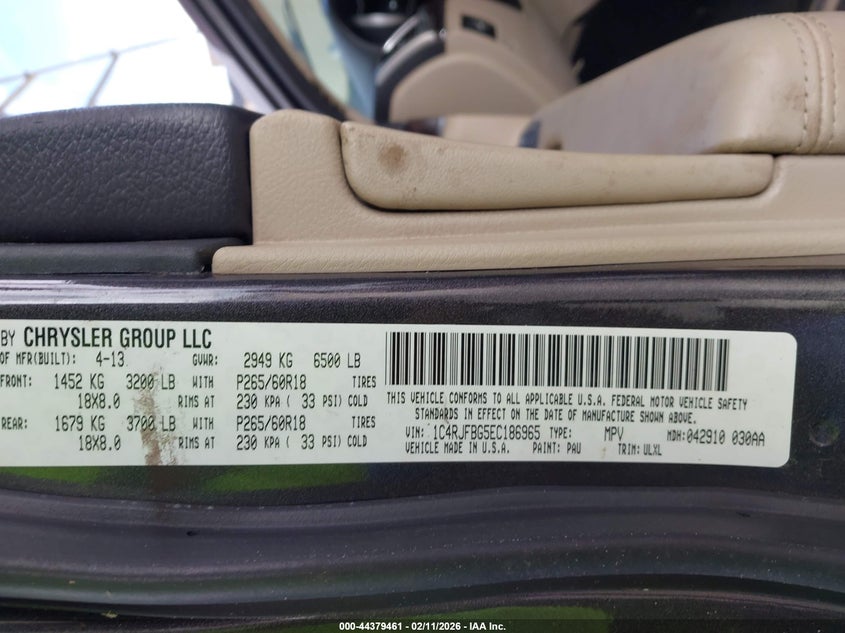 BY CHRYSLER GROUP LLC
OF MFR(BUILT): 4-13 GVWR: 2949 KG 6500 LB
FRONT: 1452 KG 3200 LB WITH P265/60R18 TIRES
18X8.0 RIMS AT 230 KPA ( 33 PSI) COLD
REAR: 1679 KG 3700 LB WITH P265/60R18 TIRES
18X8.0 RIMS AT 230 KPA ( 33 PSI) COLD
THIS VEHICLE CONFORMS TO ALL APPLICABLE U.S.A. FEDERAL MOTOR VEHICLE SAFETY
STANDARDS IN EFFECT ON THE DATE OF MANUFACTURE SHOWN ABOVE.
VIN: 1C4RJFBG5EC186965 TYPE: MPV MDH:042910 030AA
VEHICLE MADE IN U.S.A. PAINT: PAU TRIM: ULXL
000-44379461 - 02/11/2026 - IAA Inc.